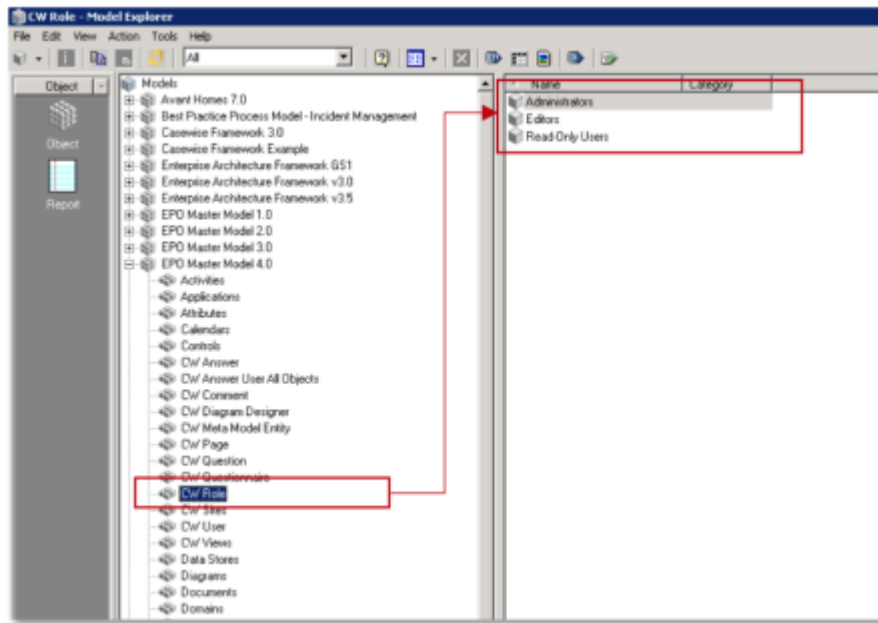 CW Role - Model Explorer
File Edit View Action Tools Help
All
Object
Object
Report
Models
Avant Homes 7.0
Best Practice Process Model - Incident Management
Casewise Framework 3.0
Casewise Framework Example
Enterprise Architecture Framework GS1
Enterprise Architecture Framework v3.0
Enterprise Architecture Framework v3.5
EPO Master Model 1.0
EPO Master Model 2.0
EPO Master Model 3.0
EPO Master Model 4.0
Activities
Applications
Attributes
Calendars
Controls
CW Answer
CW Answer User All Objects
CW Comment
CW Diagram Designer
CW Meta Model Entity
CW Page
CW Question
CW Questionnaire
CW Role
CW Sites
CW User
CW Views
Data Stores
Diagrams
Documents
Domains
Name Category
Administrators
Editors
Read-Only Users